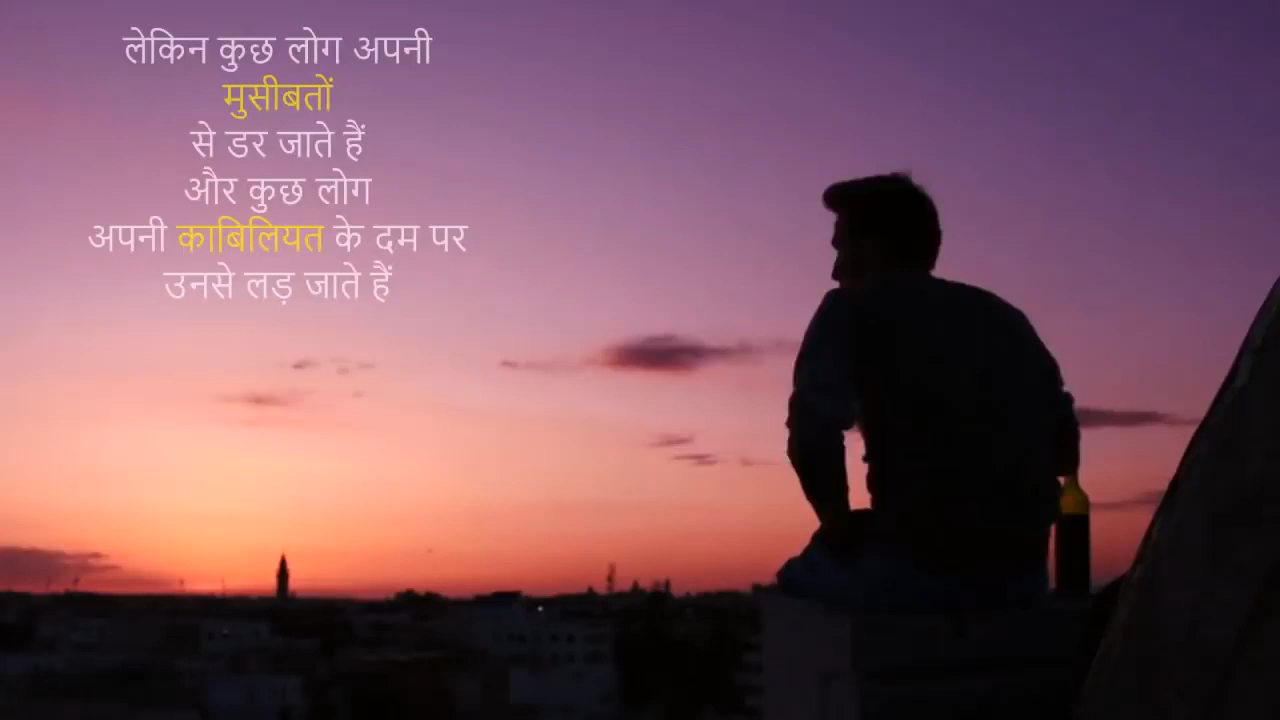 लेकिन कुछ लोग अपनी
मुसीबतों
से डर जाते हैं
और कुछ लोग
अपनी काबिलियत के दम पर
उनसे लड़ जाते हैं